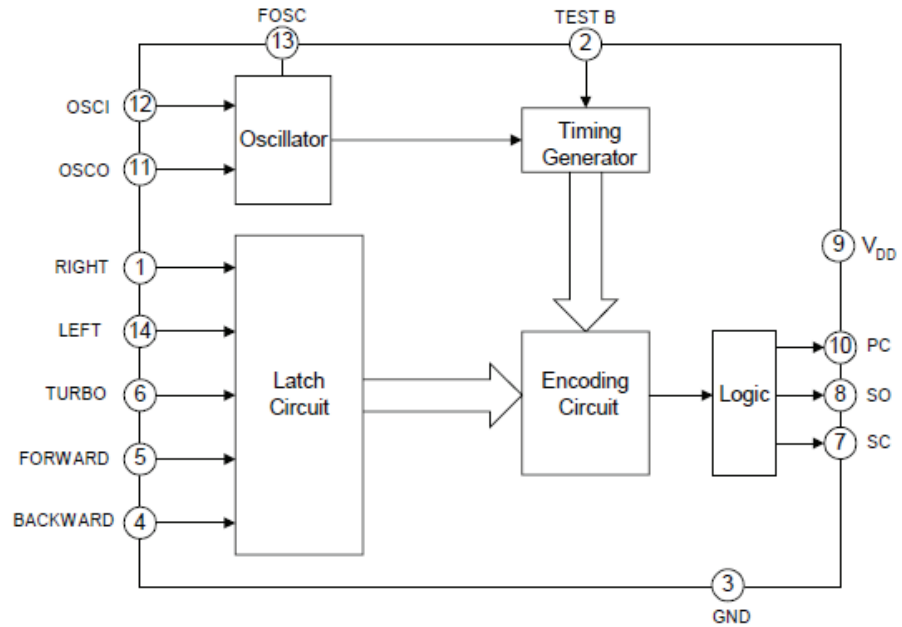 FOSC
TEST B
13
2
OSCI
12
Oscillator
Timing
Generator
OSCO
11
9
V_DD
RIGHT
1
LEFT
14
Latch
Circuit
Encoding
Circuit
Logic
10
PC
TURBO
6
8
SO
FORWARD
5
7
SC
BACKWARD
4
3
GND